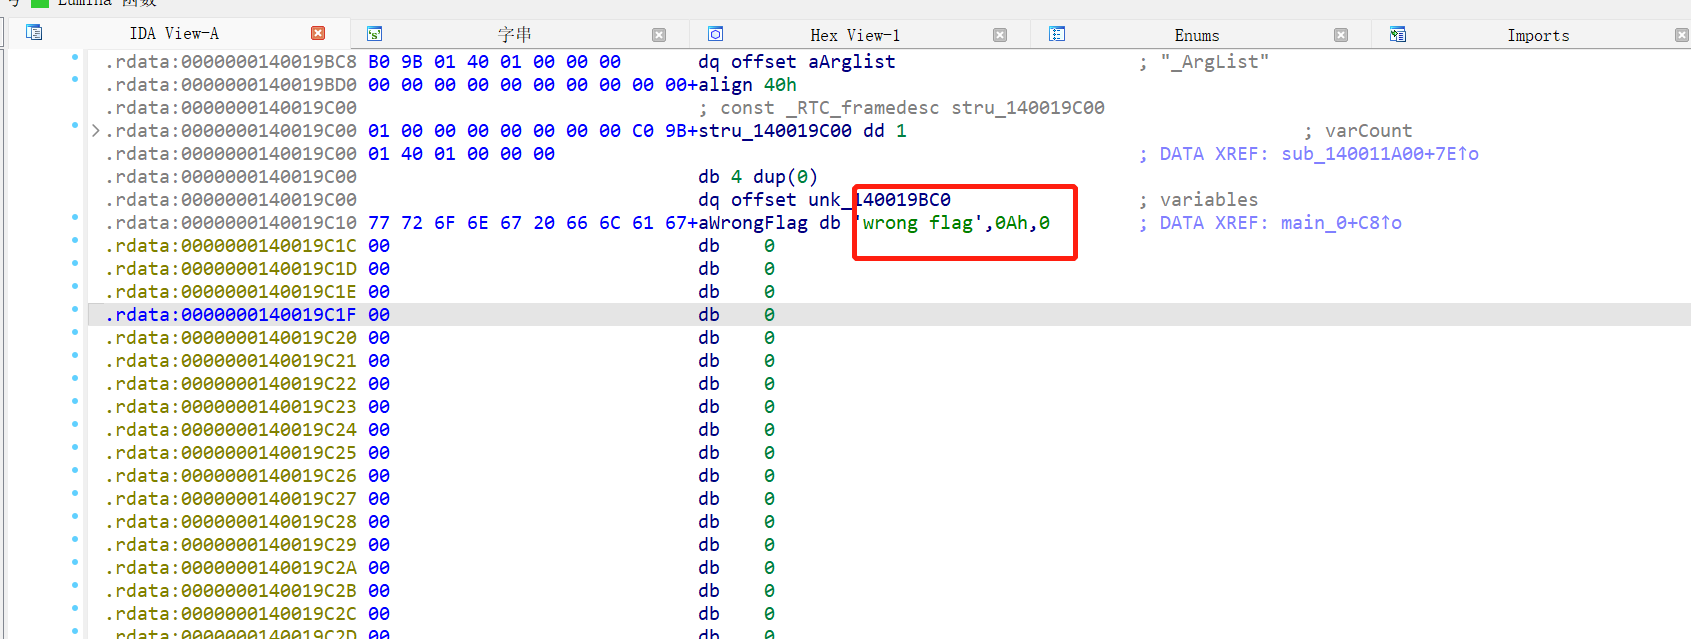 Lumina 函数
IDA View-A 字串 Hex View-1 Enums Imports
.rdata:0000000140019BC8 B0 9B 01 40 01 00 00 00 dq offset aArglist ; "_ArgList"
.rdata:0000000140019BD0 00 00 00 00 00 00 00 00 00 00+align 40h
.rdata:0000000140019C00 ; const _RTC_framedesc stru_140019C00
.rdata:0000000140019C00 01 00 00 00 00 00 00 00 C0 9B+stru_140019C00 dd 1 ; varCount
.rdata:0000000140019C00 01 40 01 00 00 00 ; DATA XREF: sub_140011A00+7E↑o
.rdata:0000000140019C00 db 4 dup(0)
.rdata:0000000140019C00 dq offset unk_140019BC0 ; variables
.rdata:0000000140019C10 77 72 6F 6E 67 20 66 6C 61 67+aWrongFlag db 'wrong flag',0Ah,0 ; DATA XREF: main_0+C8↑o
.rdata:0000000140019C1C 00 db 0
.rdata:0000000140019C1D 00 db 0
.rdata:0000000140019C1E 00 db 0
.rdata:0000000140019C1F 00 db 0
.rdata:0000000140019C20 00 db 0
.rdata:0000000140019C21 00 db 0
.rdata:0000000140019C22 00 db 0
.rdata:0000000140019C23 00 db 0
.rdata:0000000140019C24 00 db 0
.rdata:0000000140019C25 00 db 0
.rdata:0000000140019C26 00 db 0
.rdata:0000000140019C27 00 db 0
.rdata:0000000140019C28 00 db 0
.rdata:0000000140019C29 00 db 0
.rdata:0000000140019C2A 00 db 0
.rdata:0000000140019C2B 00 db 0
.rdata:0000000140019C2C 00 db 0
.rdata:0000000140019C2D 00 db 0